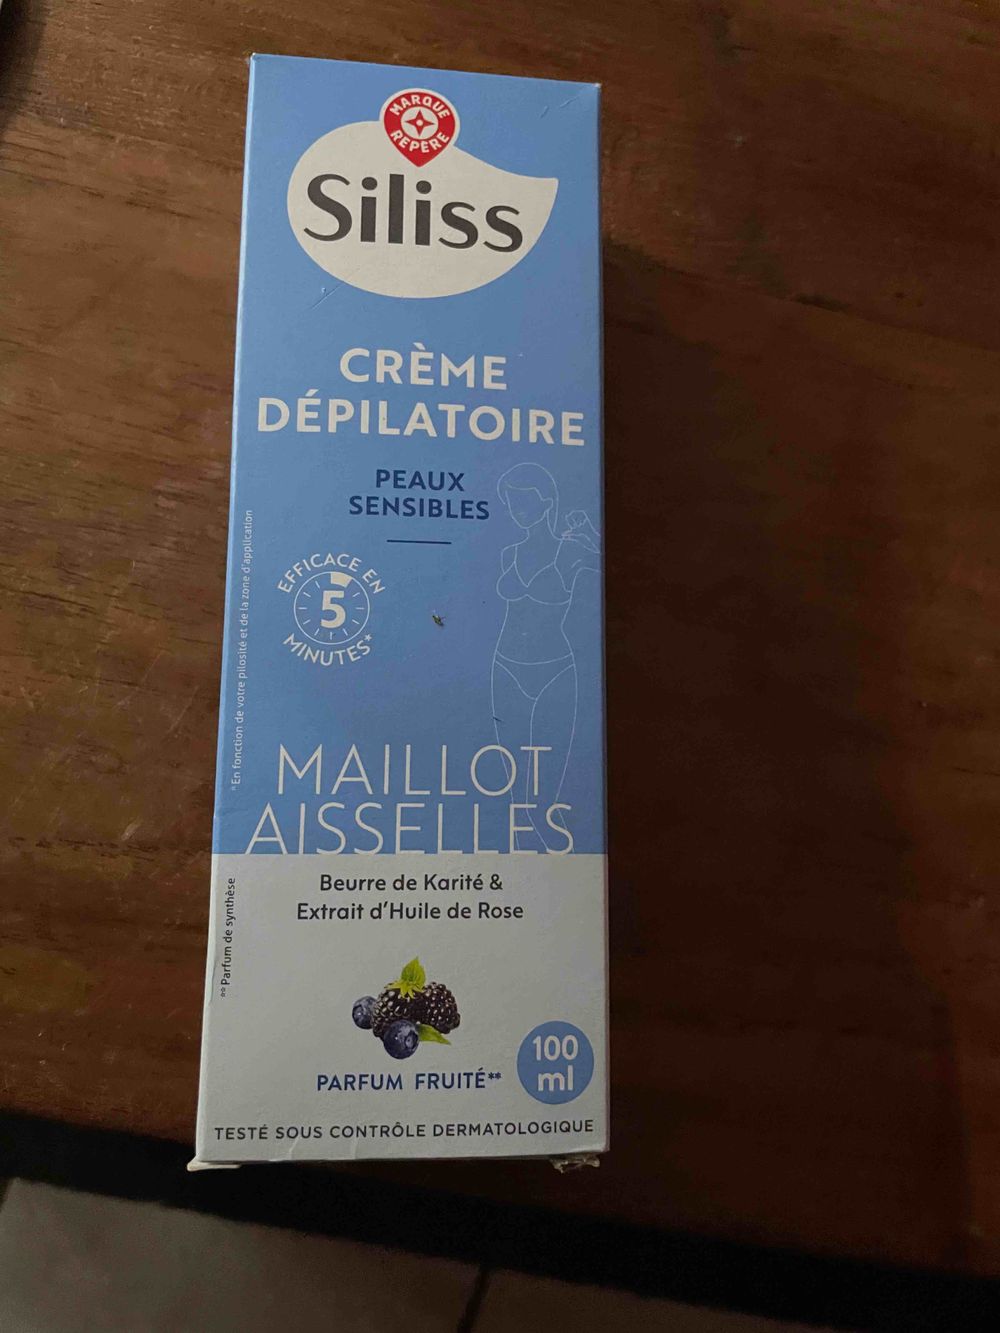 MARQUE
REPÈRE
Siliss
CRÈME
DÉPILATOIRE
PEAUX
SENSIBLES
EFFICACE EN
5
MINUTES*
*En fonction de votre pilosité et de la zone d'application
MAILLOT
AISSELLES
Beurre de Karité &
Extrait d'Huile de Rose
**Parfum de synthèse
100
ml
PARFUM FRUITÉ**
TESTÉ SOUS CONTRÔLE DERMATOLOGIQUE